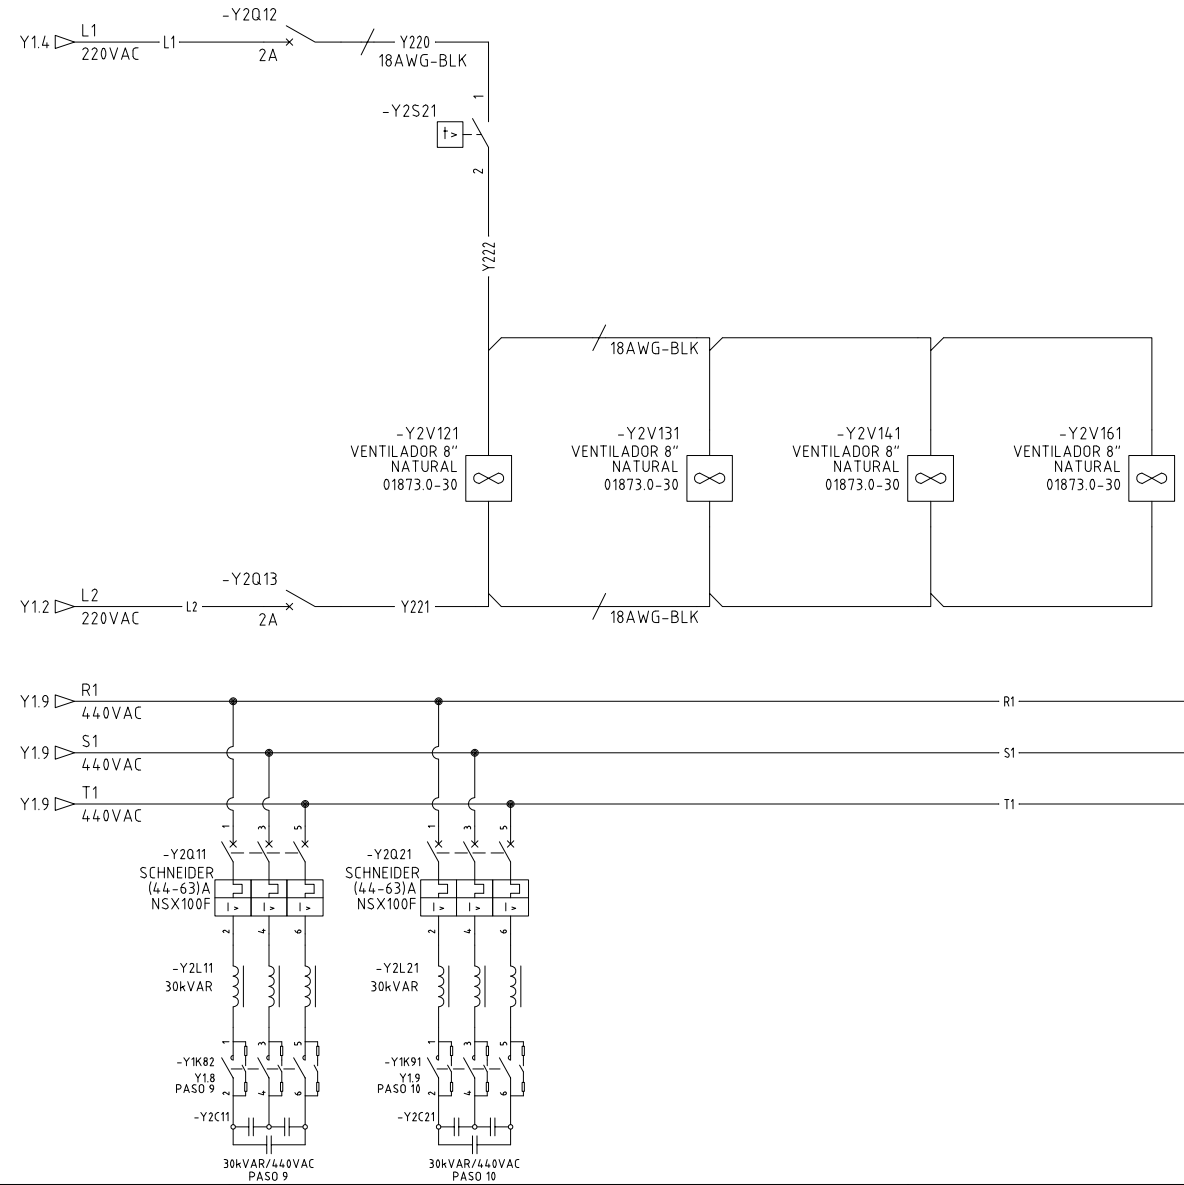 -Y2Q12
Y1.4
L1
220VAC
L1
2A
Y220
18AWG-BLK
-Y2S21
1
t>
2
Y222
18AWG-BLK
-Y2V121
VENTILADOR 8"
NATURAL
01873.0-30
-Y2V131
VENTILADOR 8"
NATURAL
01873.0-30
-Y2V141
VENTILADOR 8"
NATURAL
01873.0-30
-Y2V161
VENTILADOR 8"
NATURAL
01873.0-30
-Y2Q13
Y1.2
L2
220VAC
L2
2A
Y221
18AWG-BLK
Y1.9
R1
440VAC
R1
Y1.9
S1
440VAC
S1
Y1.9
T1
440VAC
T1
1 3 5
-Y2Q11
SCHNEIDER
(44-63)A
NSX100F
I> I> I>
2 4 6
-Y2L11
30kVAR
1 3 5
-Y1K82
Y1.8
PASO 9
2 4 6
-Y2C11
30kVAR/440VAC
PASO 9
1 3 5
-Y2Q21
SCHNEIDER
(44-63)A
NSX100F
I> I> I>
2 4 6
-Y2L21
30kVAR
1 3 5
-Y1K91
Y1.9
PASO 10
2 4 6
-Y2C21
30kVAR/440VAC
PASO 10